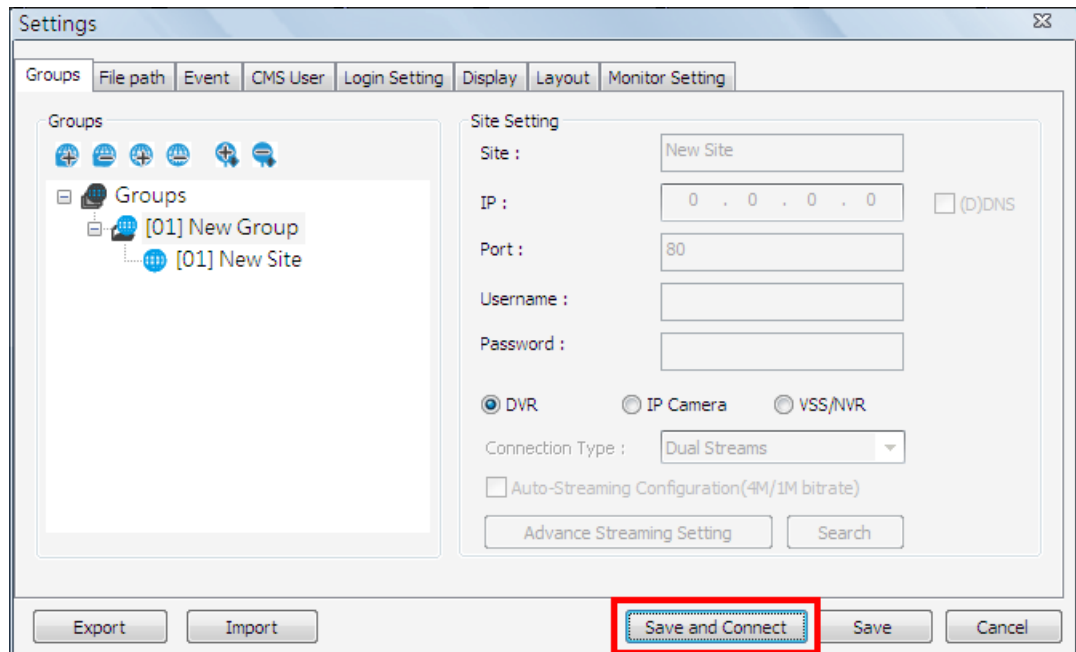 Settings
Groups File path Event CMS User Login Setting Display Layout Monitor Setting
Groups
Groups
[01] New Group
[01] New Site
Site Setting
Site : New Site
IP : 0 . 0 . 0 . 0 (D)DNS
Port : 80
Username :
Password :
DVR IP Camera VSS/NVR
Connection Type : Dual Streams
Auto-Streaming Configuration(4M/1M bitrate)
Advance Streaming Setting Search
Export Import Save and Connect Save Cancel